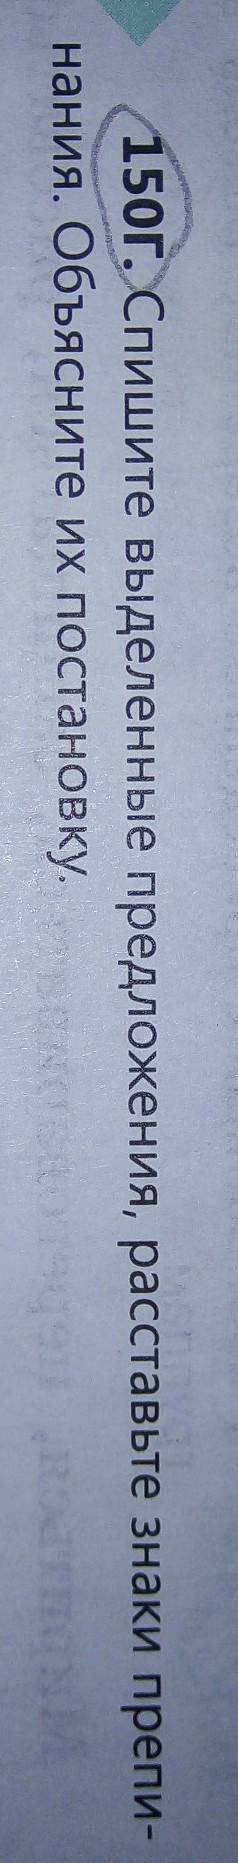 150Г. Спишите выделенные предложения, расставьте знаки препи-
нания. Объясните их постановку.